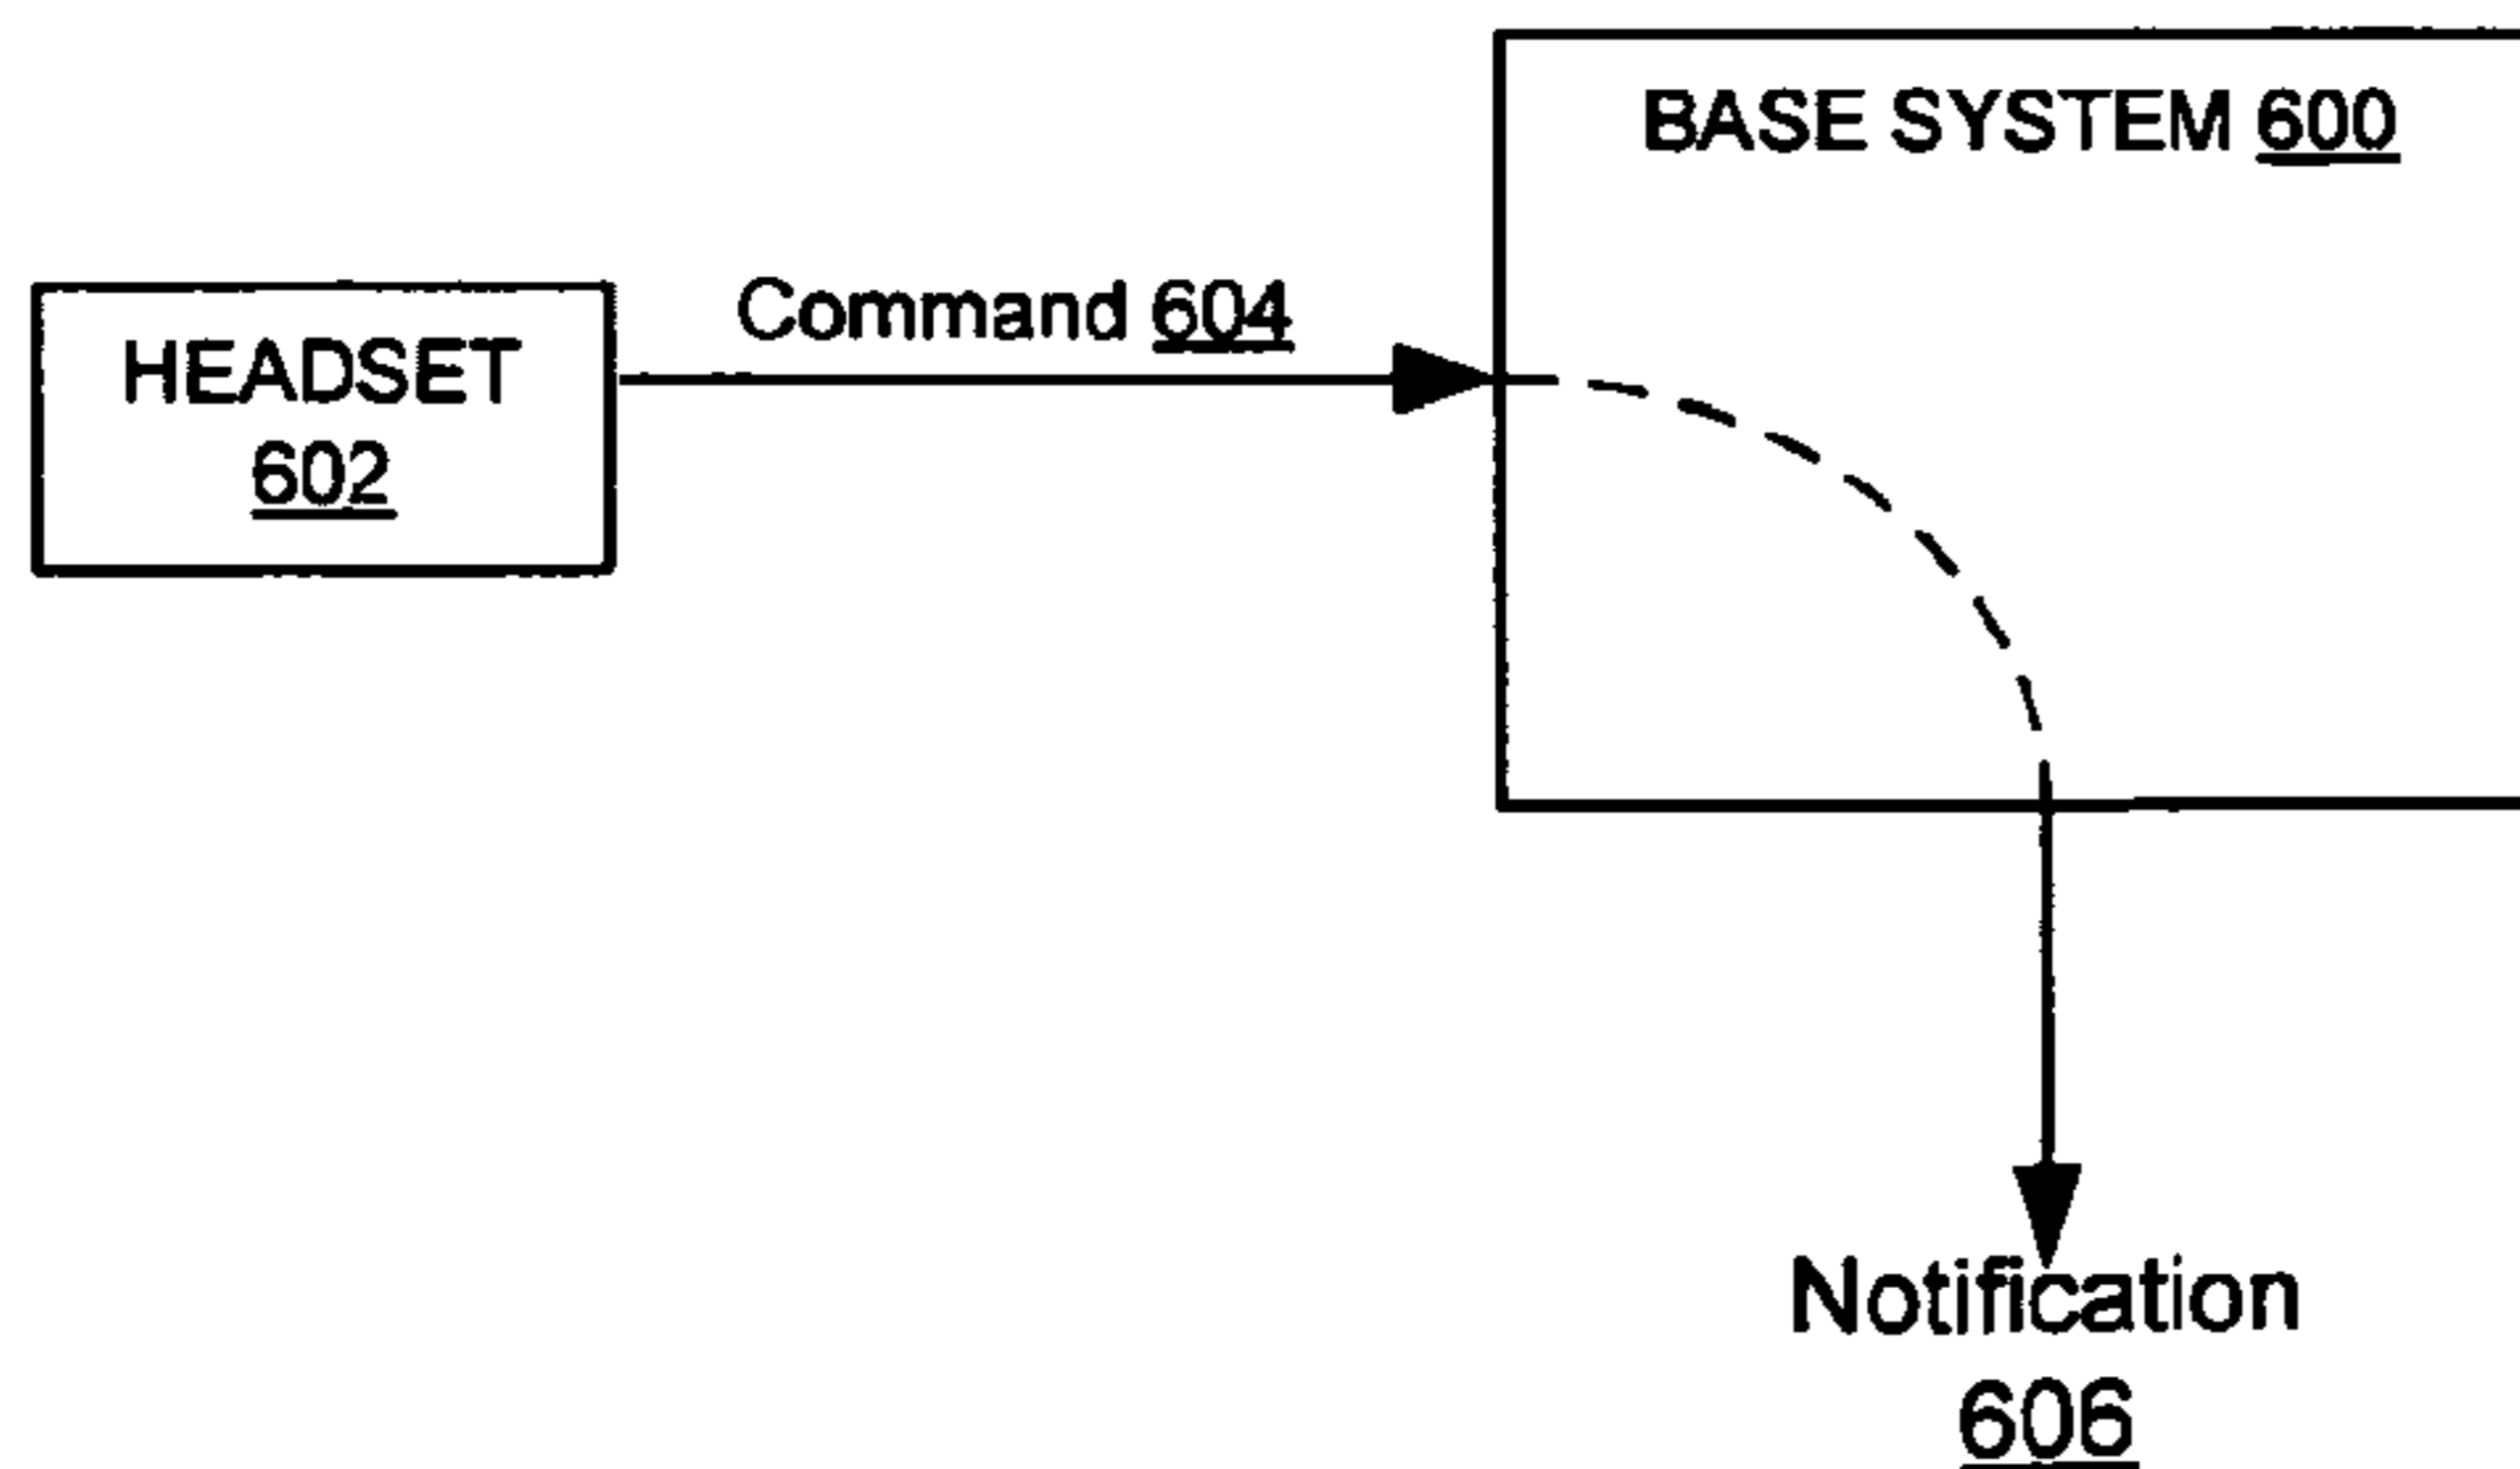 BASE SYSTEM 600
Command 604
HEADSET
602
Notification
606